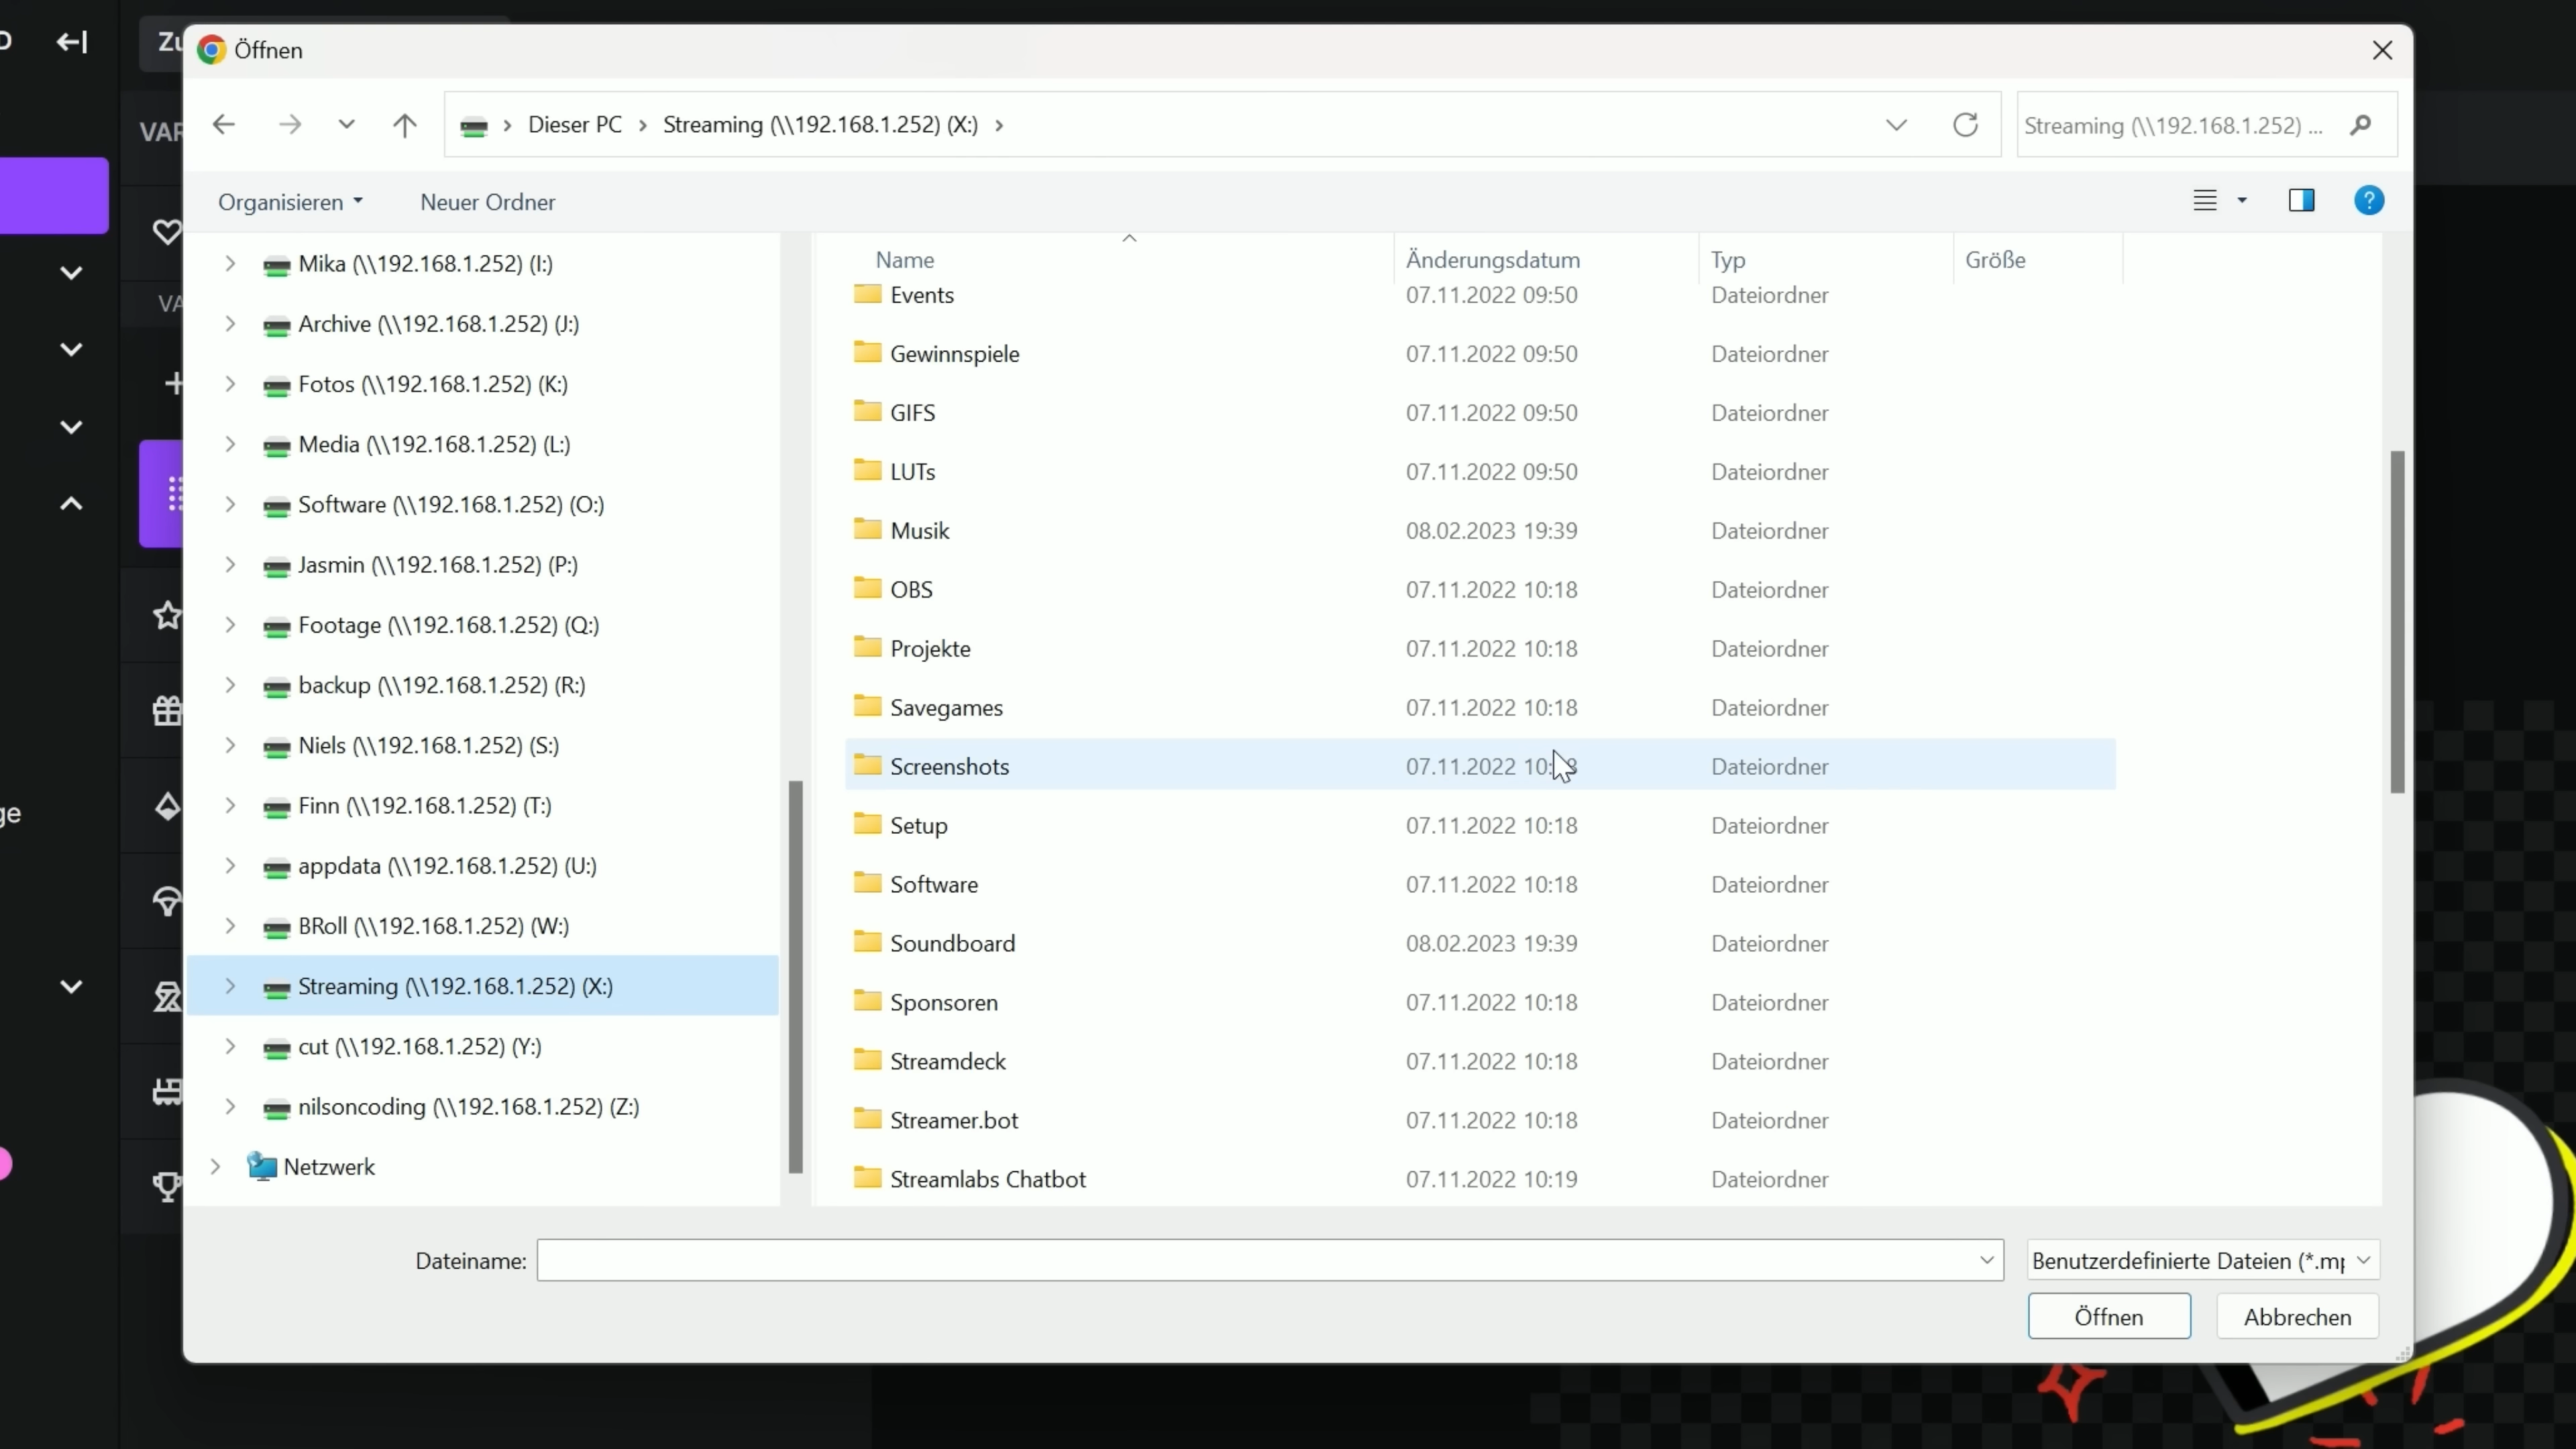 Öffnen
Dieser PC
Streaming (\\192.168.1.252) (X:)
Streaming (\\192.168.1.252) ...
Organisieren
Neuer Ordner
Mika (\\192.168.1.252) (I:)
Archive (\\192.168.1.252) (J:)
Fotos (\\192.168.1.252) (K:)
Media (\\192.168.1.252) (L:)
Software (\\192.168.1.252) (O:)
Jasmin (\\192.168.1.252) (P:)
Footage (\\192.168.1.252) (Q:)
backup (\\192.168.1.252) (R:)
Niels (\\192.168.1.252) (S:)
Finn (\\192.168.1.252) (T:)
appdata (\\192.168.1.252) (U:)
BRoll (\\192.168.1.252) (W:)
Streaming (\\192.168.1.252) (X:)
cut (\\192.168.1.252) (Y:)
nilsoncoding (\\192.168.1.252) (Z:)
Netzwerk
Name Änderungsdatum Typ Größe
Events 07.11.2022 09:50 Dateiordner
Gewinnspiele 07.11.2022 09:50 Dateiordner
GIFS 07.11.2022 09:50 Dateiordner
LUTs 07.11.2022 09:50 Dateiordner
Musik 08.02.2023 19:39 Dateiordner
OBS 07.11.2022 10:18 Dateiordner
Projekte 07.11.2022 10:18 Dateiordner
Savegames 07.11.2022 10:18 Dateiordner
Screenshots 07.11.2022 Dateiordner
Setup 07.11.2022 10:18 Dateiordner
Software 07.11.2022 10:18 Dateiordner
Soundboard 08.02.2023 19:39 Dateiordner
Sponsoren 07.11.2022 10:18 Dateiordner
Streamdeck 07.11.2022 10:18 Dateiordner
Streamer.bot 07.11.2022 10:18 Dateiordner
Streamlabs Chatbot 07.11.2022 10:19 Dateiordner
Dateiname:
Benutzerdefinierte Dateien (*.mp
Öffnen
Abbrechen